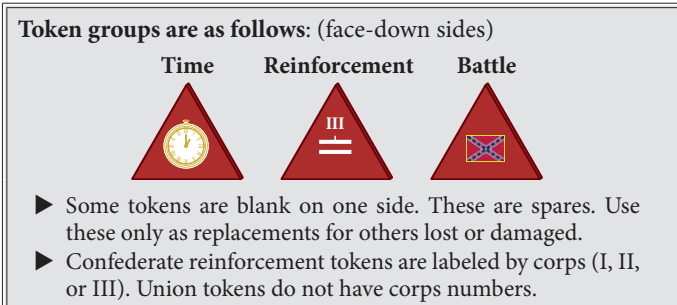 Token groups are as follows: (face-down sides)
Time Reinforcement Battle
III
▶ Some tokens are blank on one side. These are spares. Use
these only as replacements for others lost or damaged.
▶ Confederate reinforcement tokens are labeled by corps (I, II,
or III). Union tokens do not have corps numbers.